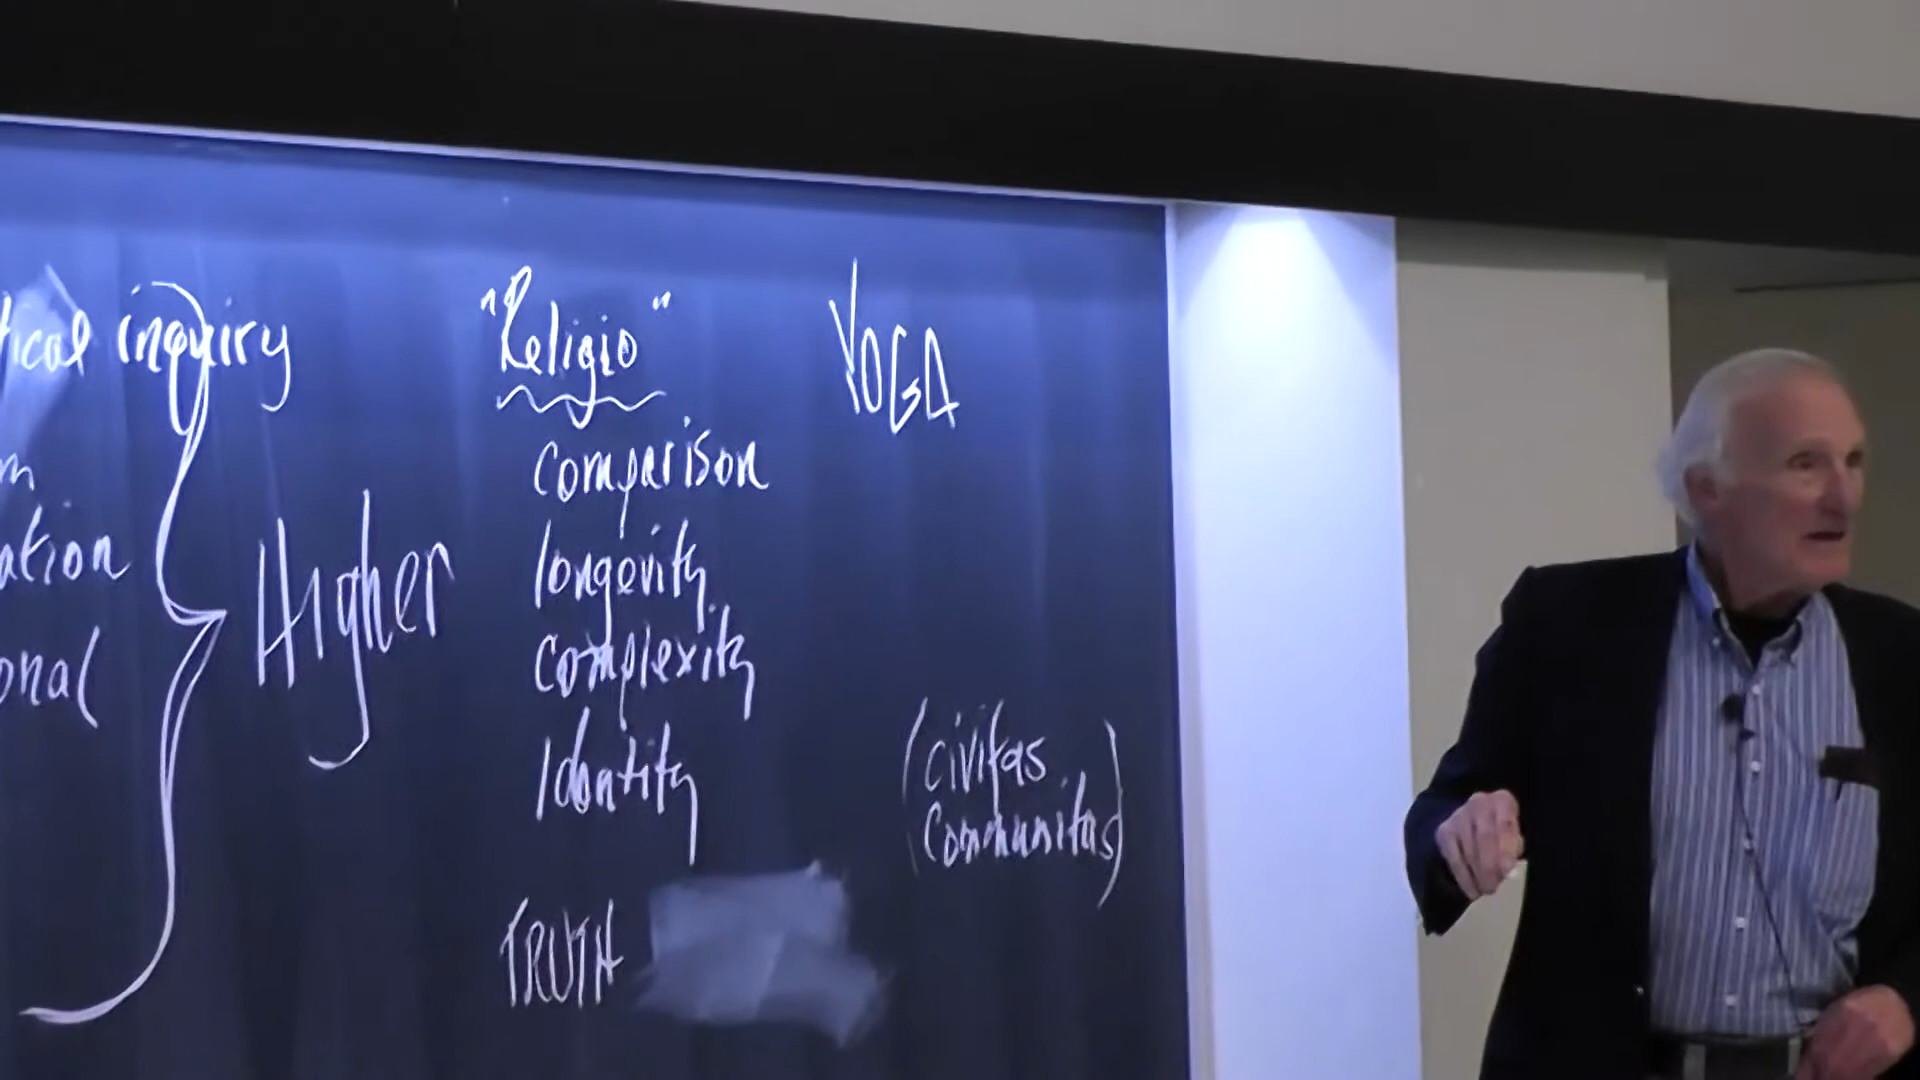 tical inquiry
m
ation
onal
Higher
"Religio"
comparison
longevity
complexity
Identity
TRUTH
YOGA
(civitas
communitas)